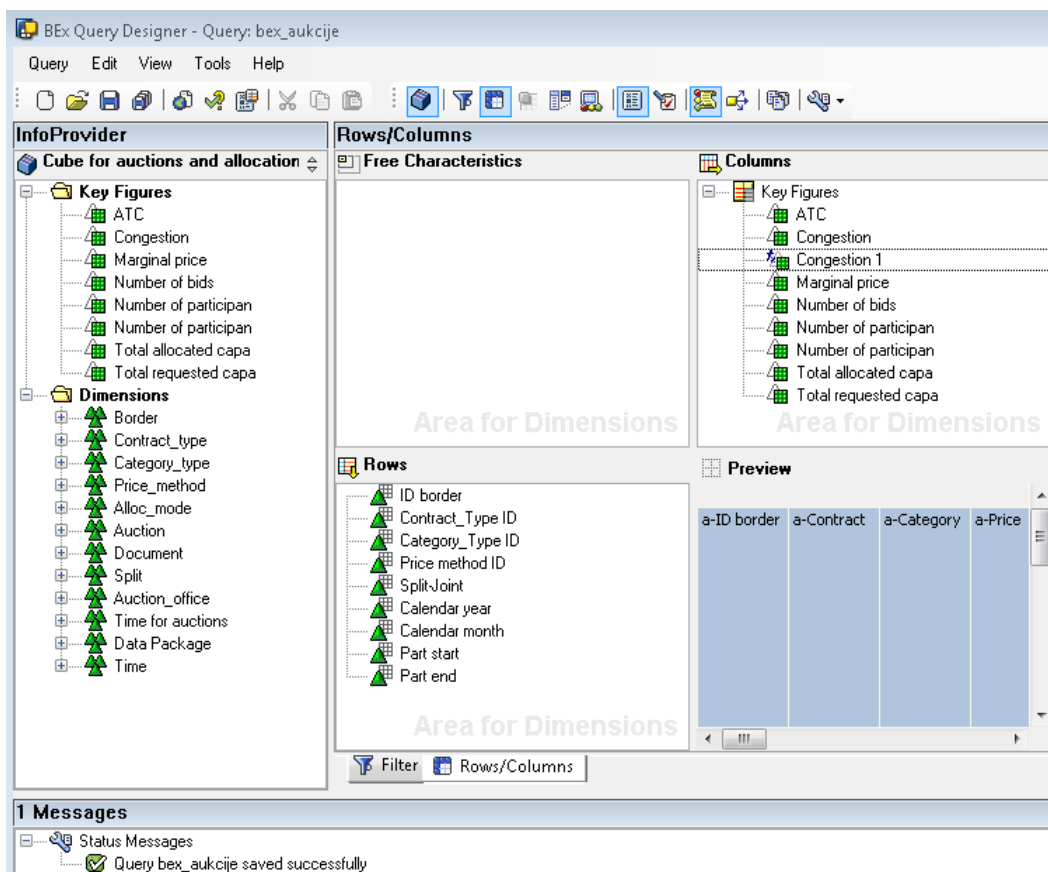 BEx Query Designer - Query: bex_aukcije
Query Edit View Tools Help
InfoProvider
Cube for auctions and allocation
Key Figures
ATC
Congestion
Marginal price
Number of bids
Number of participan
Number of participan
Total allocated capa
Total requested capa
Dimensions
Border
Contract_type
Category_type
Price_method
Alloc_mode
Auction
Document
Split
Auction_office
Time for auctions
Data Package
Time
Rows/Columns
Free Characteristics
Area for Dimensions
Columns
Key Figures
ATC
Congestion
Congestion 1
Marginal price
Number of bids
Number of participan
Number of participan
Total allocated capa
Total requested capa
Area for Dimensions
Rows
ID border
Contract_Type ID
Category_Type ID
Price method ID
Split-Joint
Calendar year
Calendar month
Part start
Part end
Area for Dimensions
Preview
a-ID border a-Contract a-Category a-Price
Filter Rows/Columns
1 Messages
Status Messages
Query bex_aukcije saved successfully